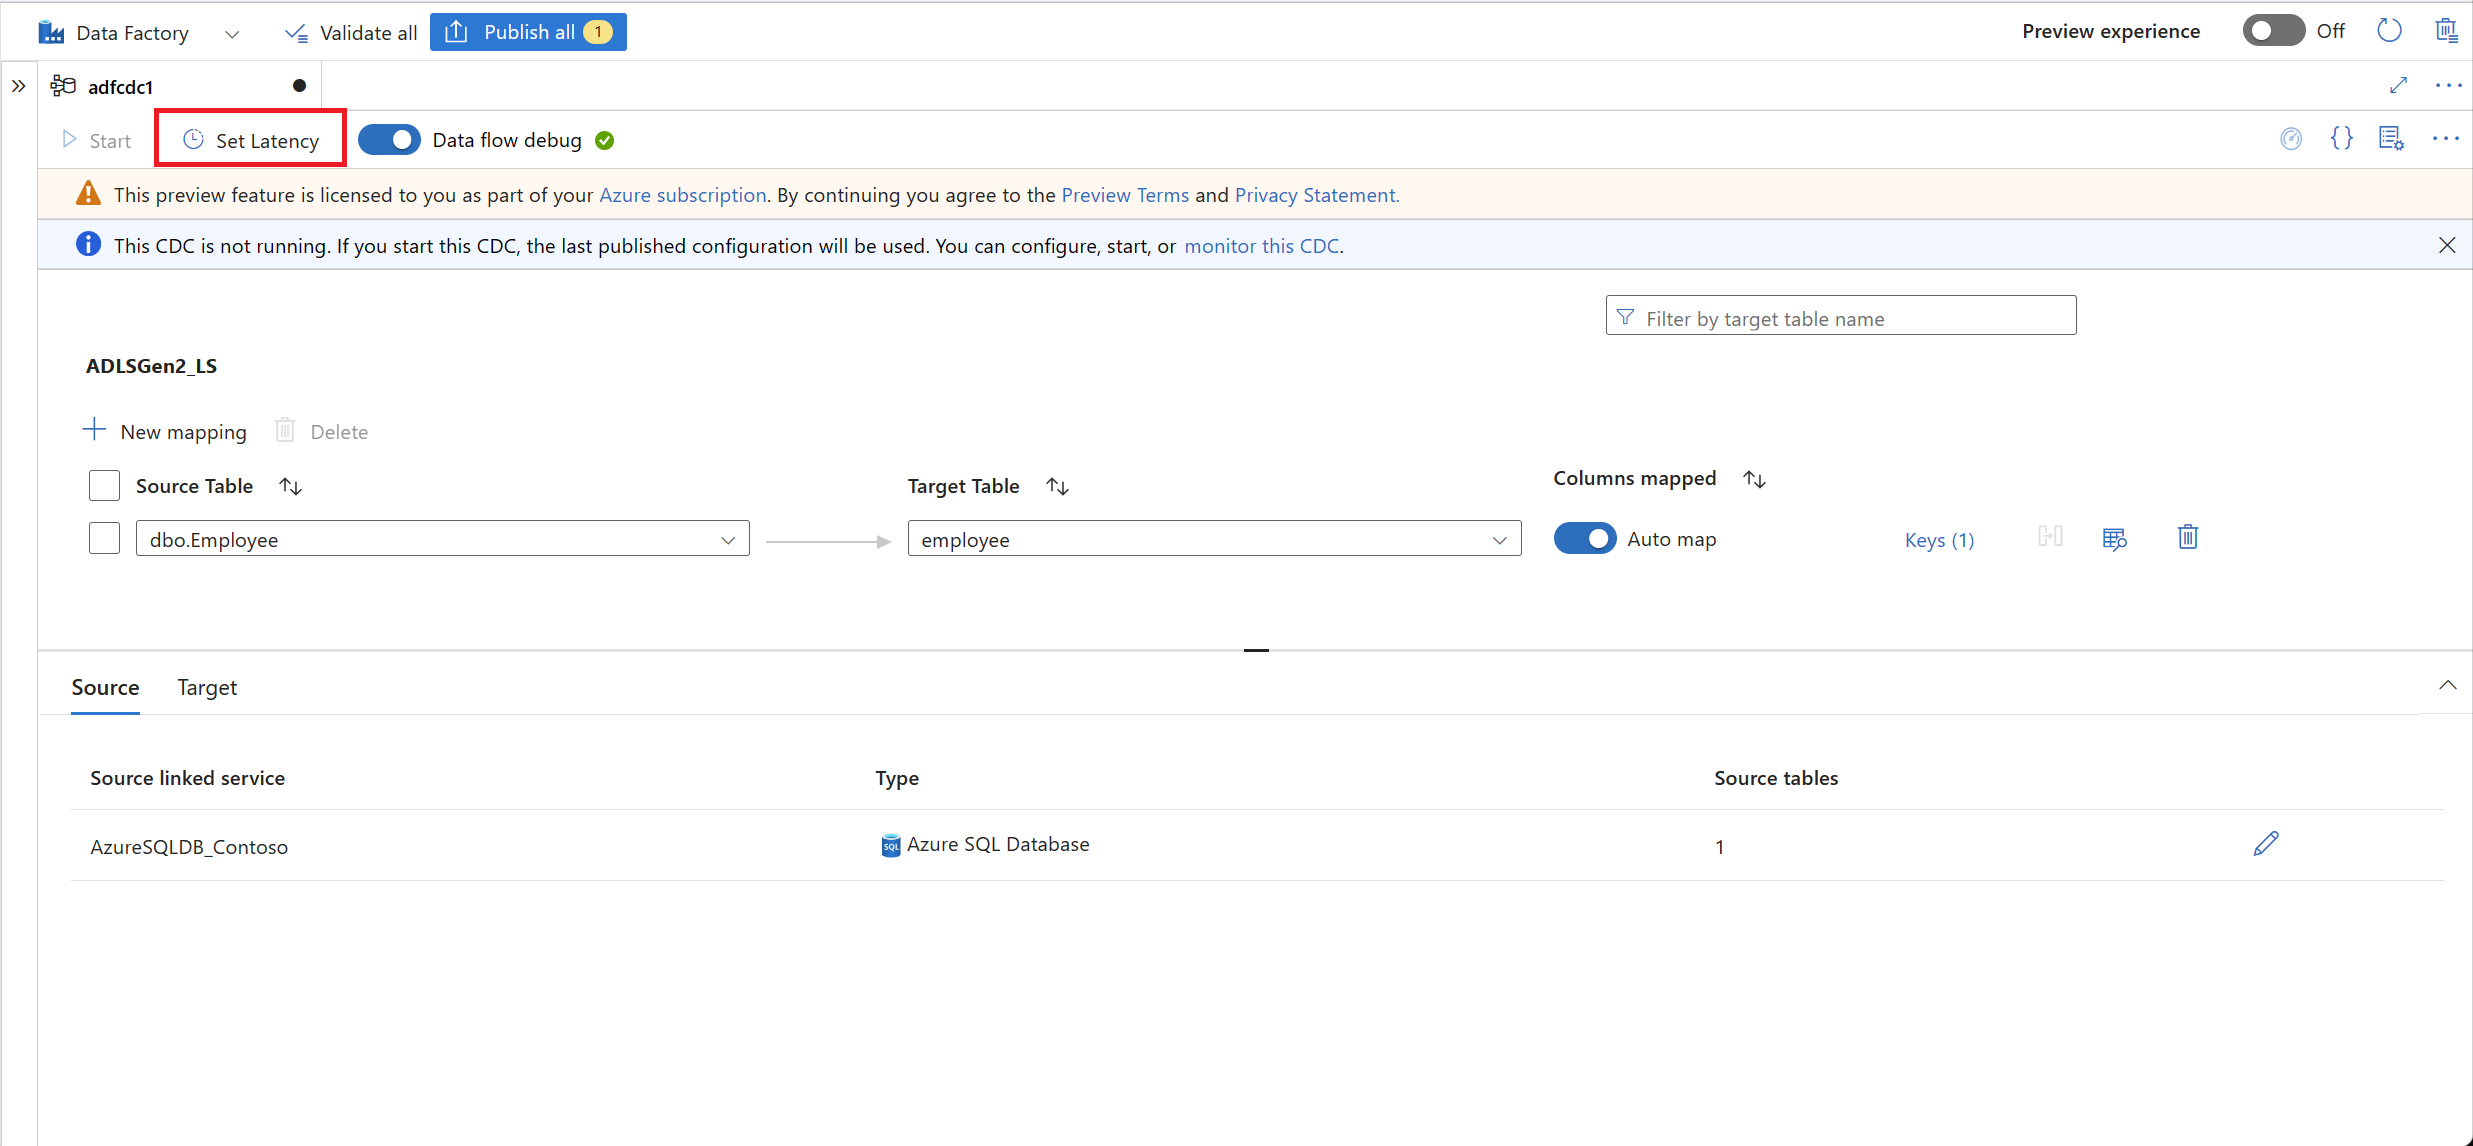 Data Factory Validate all Publish all 1 Preview experience Off
adfcdc1
Start Set Latency Data flow debug
This preview feature is licensed to you as part of your Azure subscription. By continuing you agree to the Preview Terms and Privacy Statement.
This CDC is not running. If you start this CDC, the last published configuration will be used. You can configure, start, or monitor this CDC.
Filter by target table name
ADLSGen2_LS
New mapping Delete
Source Table Target Table Columns mapped
dbo.Employee employee Auto map Keys (1)
Source Target
Source linked service Type Source tables
AzureSQLDB_Contoso SQL Azure SQL Database 1